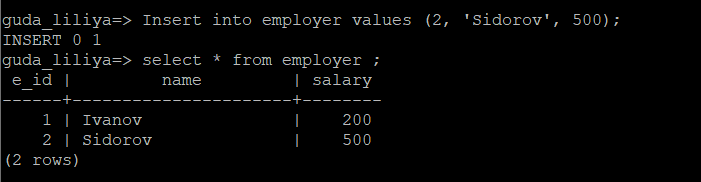 guda_liliya=> Insert into employer values (2, 'Sidorov', 500);
INSERT 0 1
guda_liliya=> select * from employer ;
 e_id |         name         | salary
------+----------------------+--------
    1 | Ivanov               |    200
    2 | Sidorov              |    500
(2 rows)